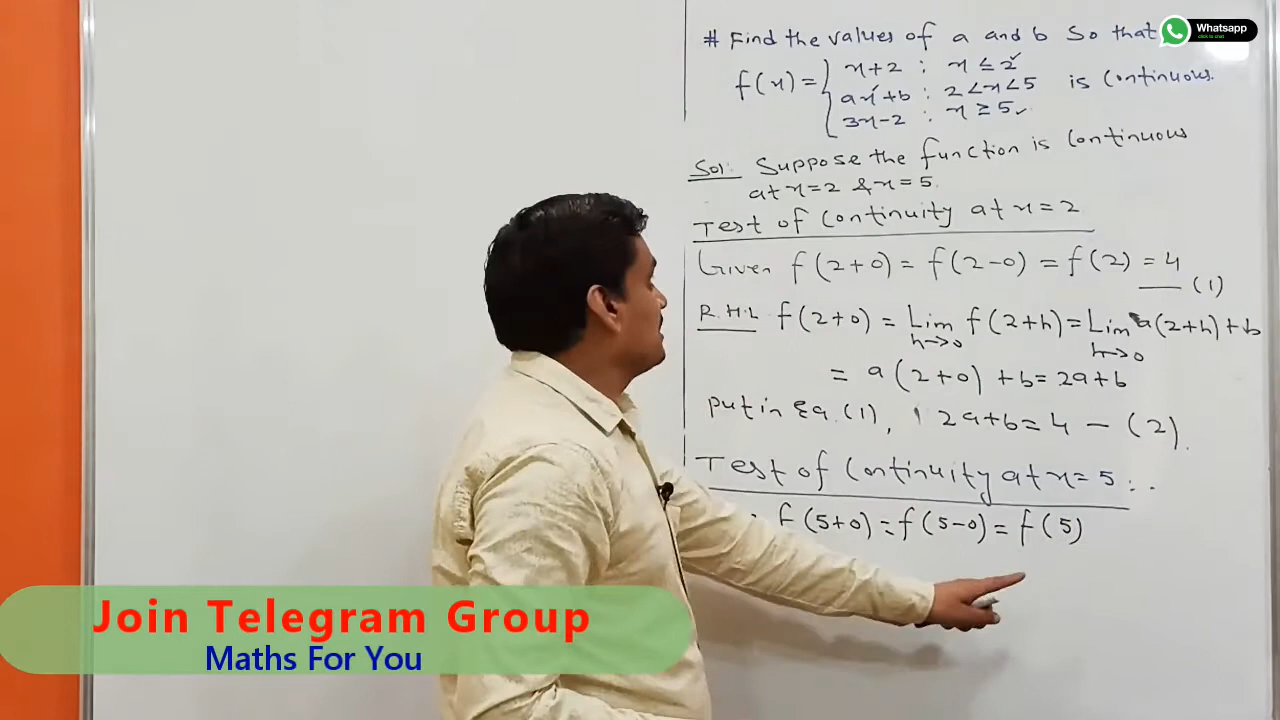 # Find the values of a and b so that
f(x) = { x+2 : x ≤ 2
ax+b : 2 < x < 5 is continuous.
3x-2 : x ≥ 5
Sol: Suppose the function is continuous
at x=2 & x=5.
Test of continuity at x=2
Given f(2+0) = f(2-0) = f(2) = 4
—— (1)
R.H.L f(2+0) = Lim h→0 f(2+h) = Lim h→0 a(2+h)+b
= a(2+0)+b = 2a+b
put in Eq.(1), 2a+b=4 — (2).
Test of continuity at x=5:
f(5+0) = f(5-0) = f(5)
Whatsapp
click to chat
Join Telegram Group
Maths For You